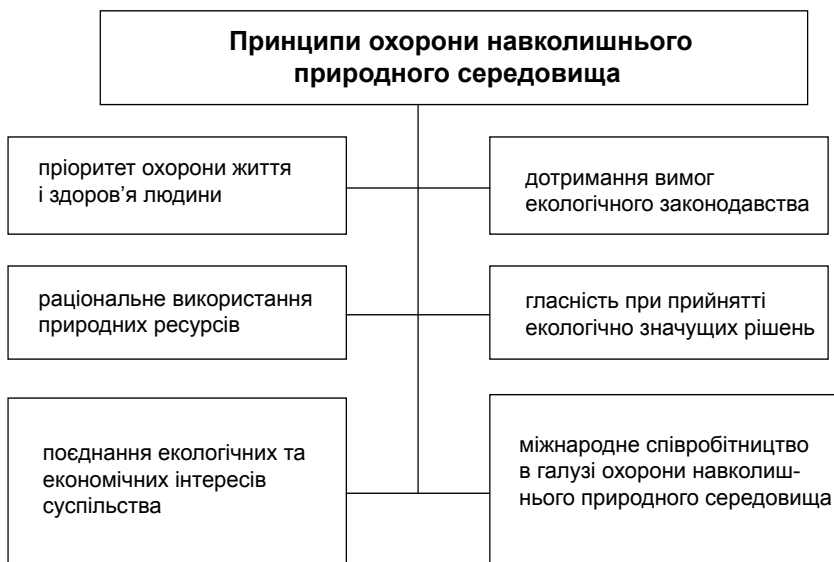 Принципи охорони навколишнього
природного середовища
пріоритет охорони життя
і здоров’я людини
дотримання вимог
екологічного законодавства
раціональне використання
природних ресурсів
гласність при прийнятті
екологічно значущих рішень
поєднання екологічних та
економічних інтересів
суспільства
міжнародне співробітництво
в галузі охорони навколиш-
нього природного середовища